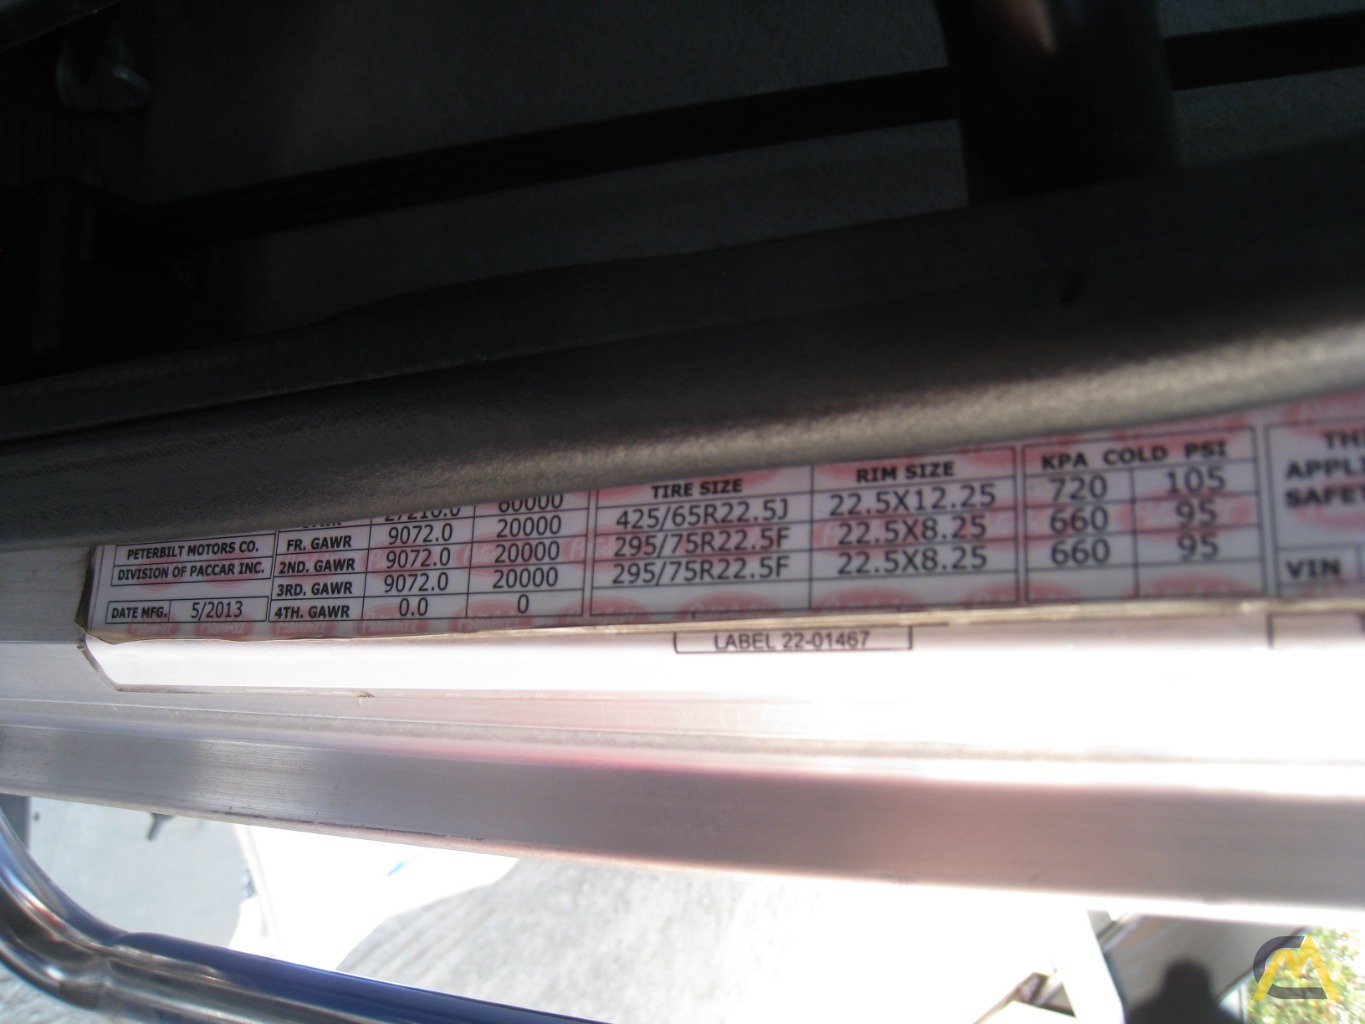 60000
TIRE SIZE RIM SIZE KPA COLD PSI
PETERBILT MOTORS CO. FR. GAWR 9072.0 20000 425/65R22.5J 22.5X12.25 720 105
DIVISION OF PACCAR INC. 2ND. GAWR 9072.0 20000 295/75R22.5F 22.5X8.25 660 95
3RD. GAWR 9072.0 20000 295/75R22.5F 22.5X8.25 660 95
DATE MFG. 5/2013 4TH. GAWR 0.0 0
VIN
LABEL 22-01467